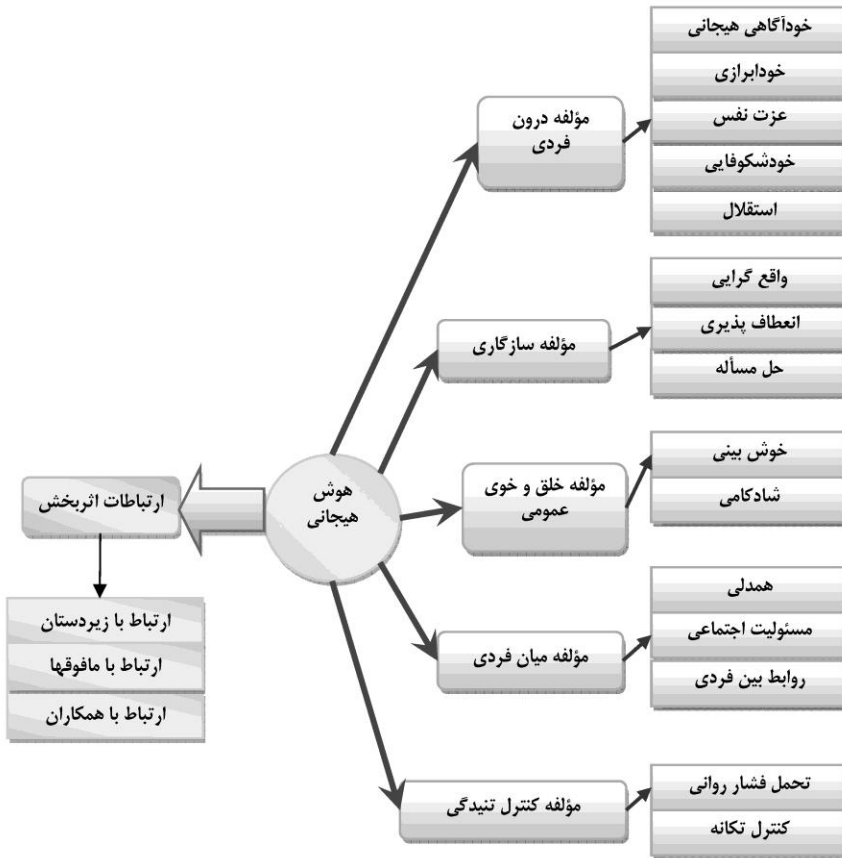 خودآگاهی هیجانی
خودابرازی
عزت نفس
خودشکوفایی
استقلال
مؤلفه درون
فردی
واقع گرایی
انعطاف پذیری
حل مسأله
مؤلفه سازگاری
خوش بینی
شادکامی
مؤلفه خلق و خوی
عمومی
همدلی
مسئولیت اجتماعی
روابط بین فردی
مؤلفه میان فردی
تحمل فشار روانی
کنترل تکانه
مؤلفه کنترل تنیدگی
هوش
هیجانی
ارتباطات اثربخش
ارتباط با زیردستان
ارتباط با مافوقها
ارتباط با همکاران